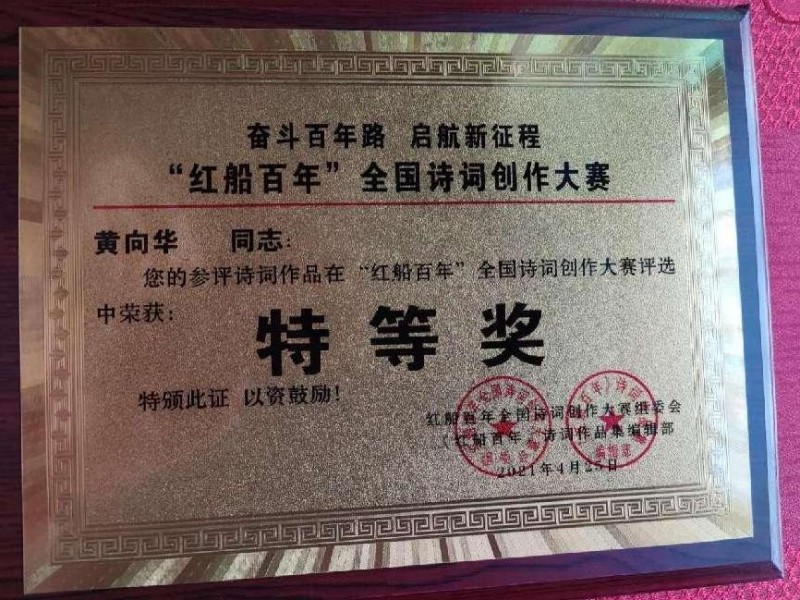 奋斗百年路 启航新征程
“红船百年”全国诗词创作大赛
黄向华 同志：
您的参评诗词作品在“红船百年”全国诗词创作大赛评选
中荣获：
特等奖
特颁此证 以资鼓励！
红船百年全国诗词创作大赛组委会
《红船百年》诗词作品集编辑部
2021年4月25日